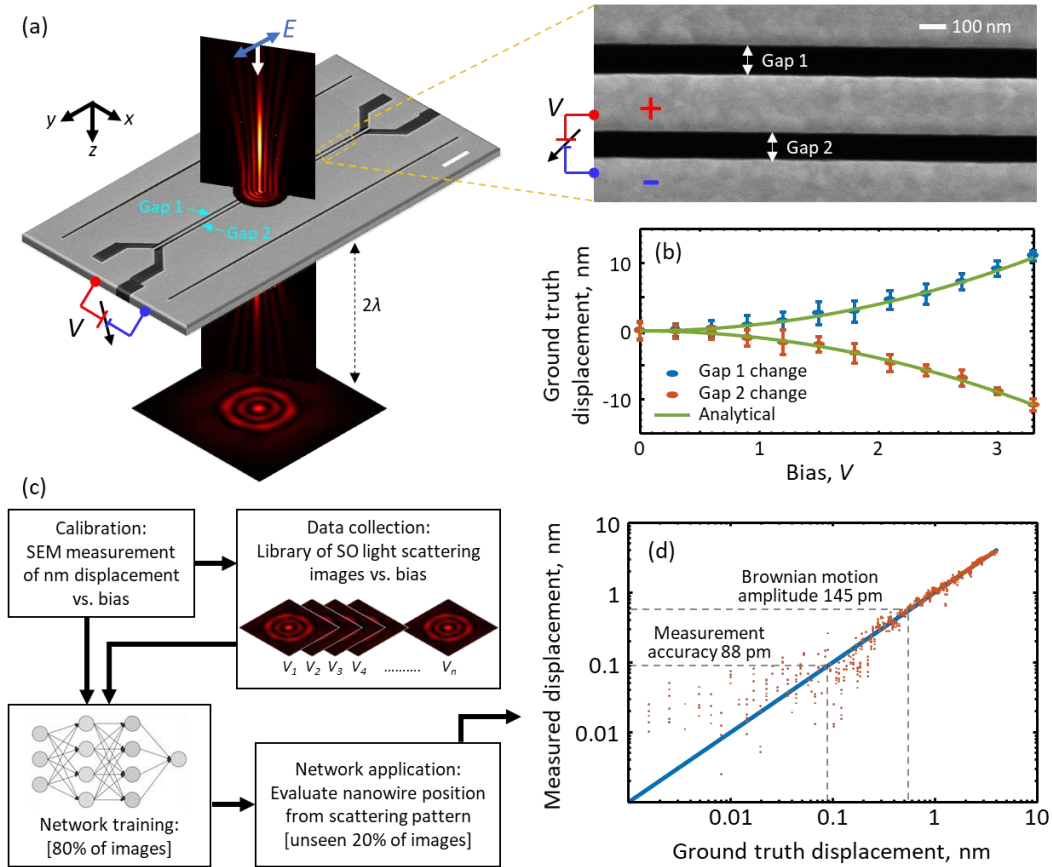 (a)
E
y
x
z
Gap 1
Gap 2
2λ
V
100 nm
Gap 1
V
+
Gap 2
-
(b)
Ground truth
displacement, nm
10
0
-10
Gap 1 change
Gap 2 change
Analytical
0
1
2
3
Bias, V
(c)
Calibration:
SEM measurement
of nm displacement
vs. bias
Data collection:
Library of SO light scattering
images vs. bias
V1 V2 V3 V4 .......... Vn
Network training:
[80% of images]
Network application:
Evaluate nanowire position
from scattering pattern
[unseen 20% of images]
(d)
Measured displacement, nm
10
1
0.1
0.01
Brownian motion
amplitude 145 pm
Measurement
accuracy 88 pm
0.01
0.1
1
10
Ground truth displacement, nm